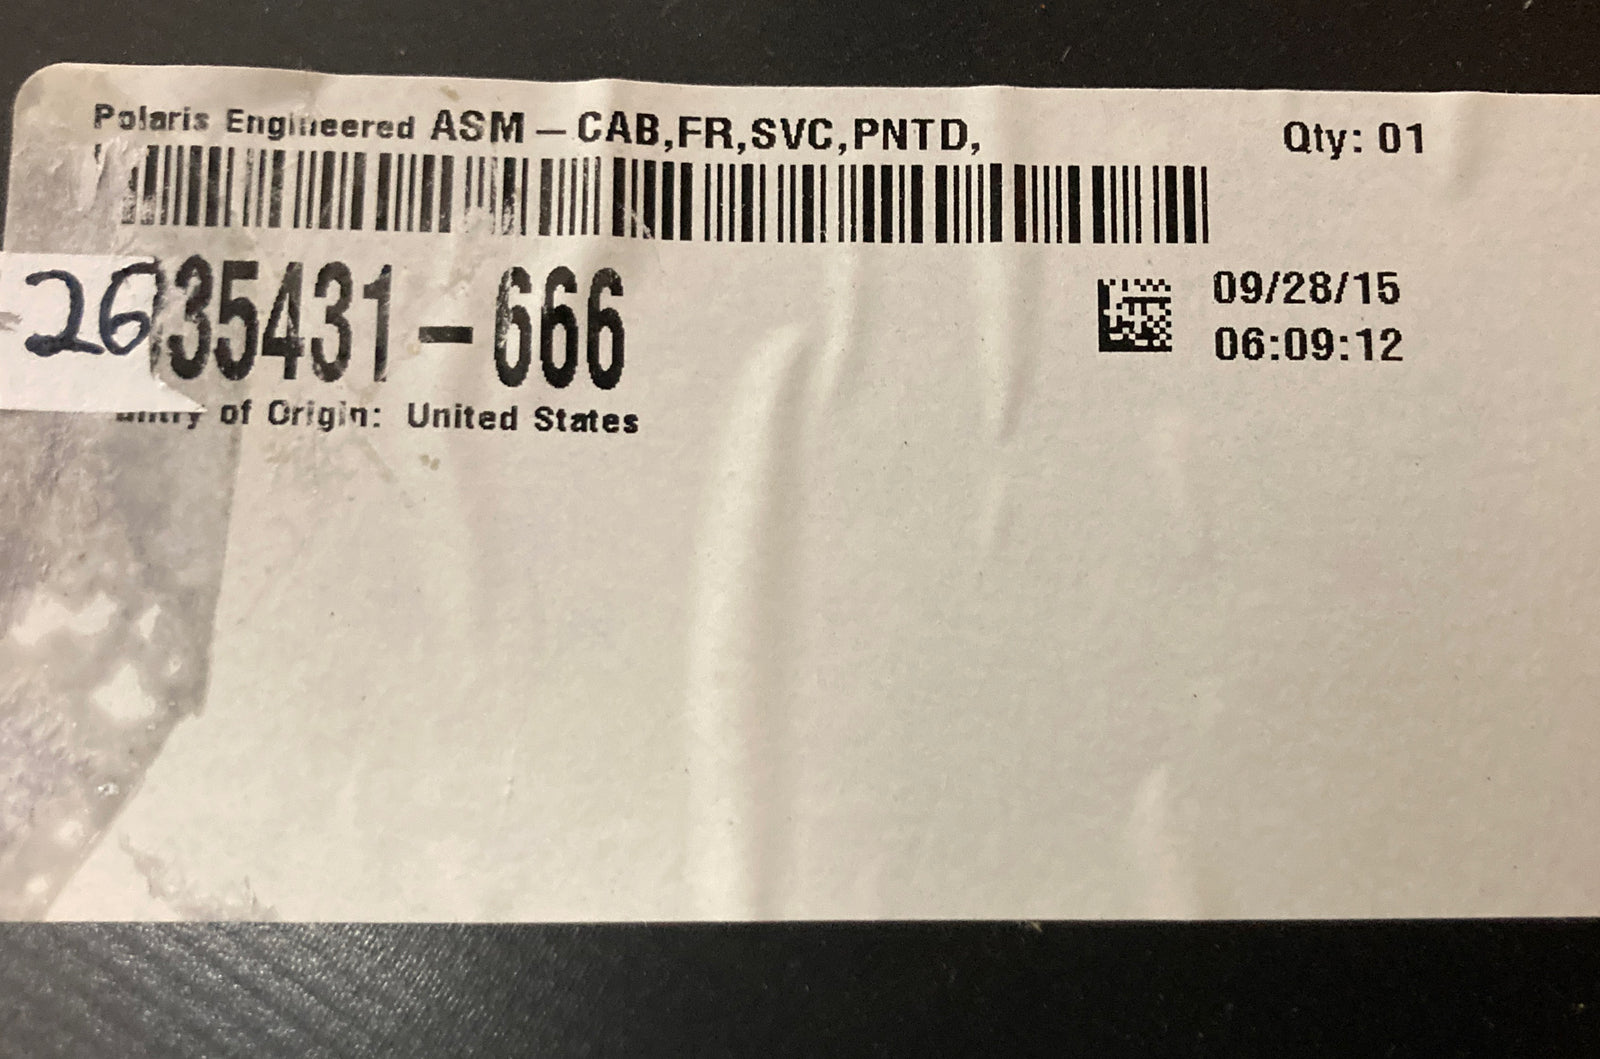 Polaris Engineered ASM – CAB,FR,SVC,PNTD,
Qty: 01
2635431 – 666
09/28/15
06:09:12
of Origin: United States